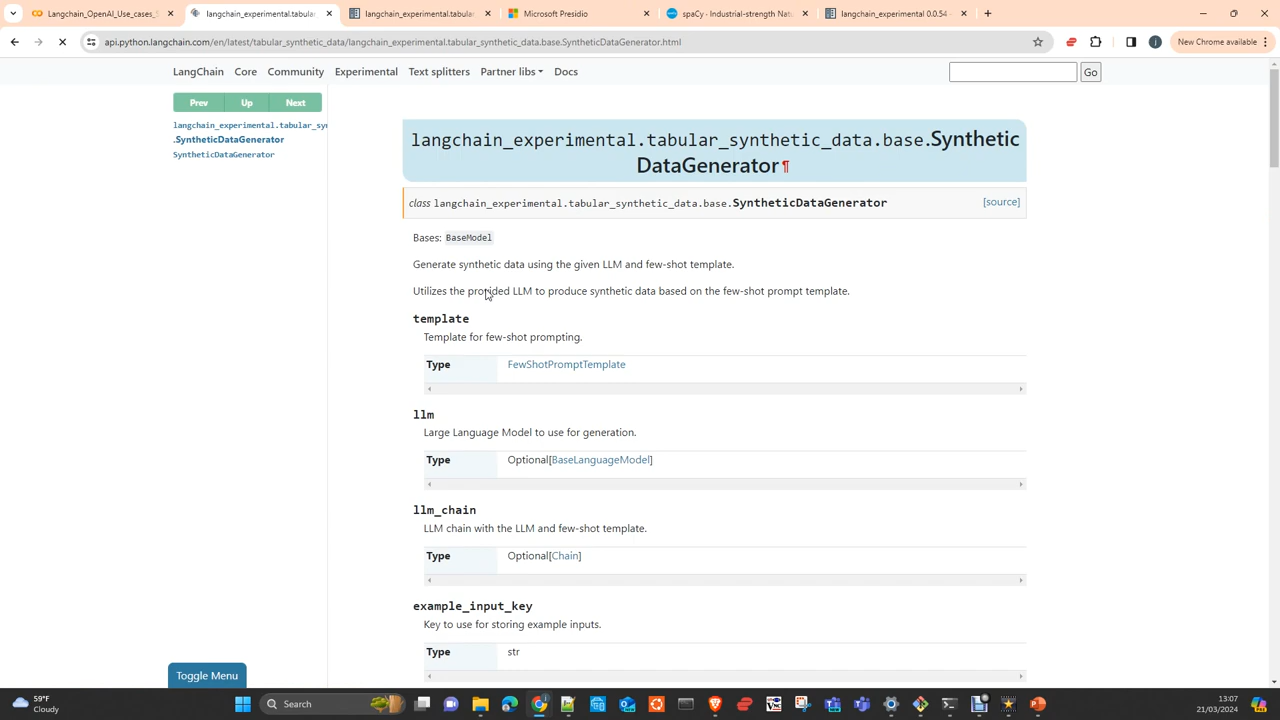 Langchain_OpenAI_Use_cases_
langchain_experimental.tabular_
langchain_experimental.tabular_
Microsoft Presidio
spaCy - Industrial-strength Nat
langchain_experimental 0.0.54 -
api.python.langchain.com/en/latest/tabular_synthetic_data/langchain_experimental.tabular_synthetic_data.base.SyntheticDataGenerator.html
New Chrome available
LangChain Core Community Experimental Text splitters Partner libs Docs
Go
Prev Up Next
langchain_experimental.tabular_syn
.SyntheticDataGenerator
SyntheticDataGenerator
langchain_experimental.tabular_synthetic_data.base.Synthetic
DataGenerator¶
class langchain_experimental.tabular_synthetic_data.base.SyntheticDataGenerator
[source]
Bases: BaseModel
Generate synthetic data using the given LLM and few-shot template.
Utilizes the provided LLM to produce synthetic data based on the few-shot prompt template.
template
Template for few-shot prompting.
Type FewShotPromptTemplate
llm
Large Language Model to use for generation.
Type Optional[BaseLanguageModel]
llm_chain
LLM chain with the LLM and few-shot template.
Type Optional[Chain]
example_input_key
Key to use for storing example inputs.
Type str
Toggle Menu
59°F
Cloudy
Search
13:07
21/03/2024